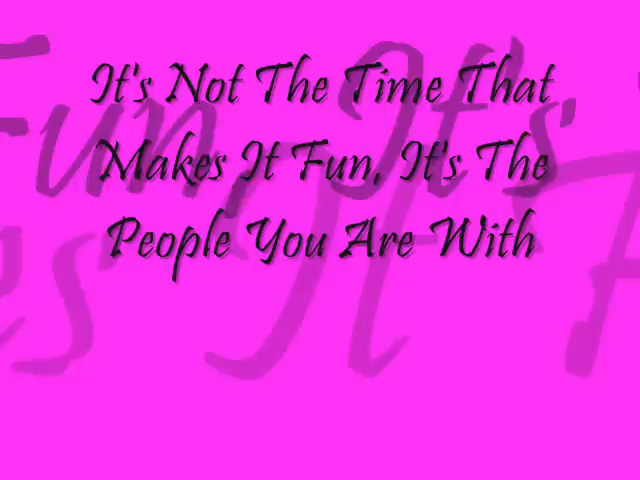 It's Not The Time That
Makes It Fun, It's The
People You Are With